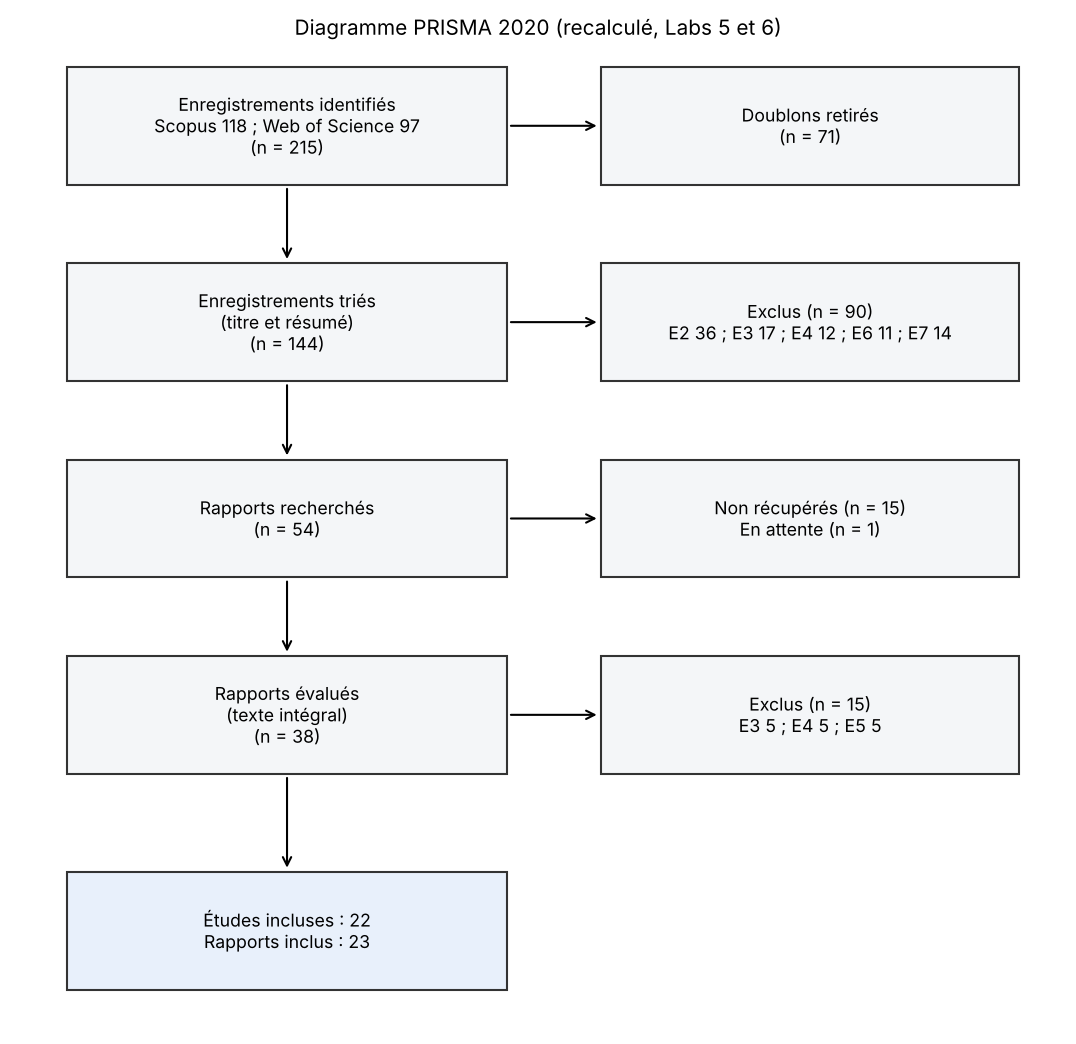 Diagramme PRISMA 2020 (recalculé, Labs 5 et 6)
Enregistrements identifiés
Scopus 118 ; Web of Science 97
(n = 215)
Doublons retirés
(n = 71)
Enregistrements triés
(titre et résumé)
(n = 144)
Exclus (n = 90)
E2 36 ; E3 17 ; E4 12 ; E6 11 ; E7 14
Rapports recherchés
(n = 54)
Non récupérés (n = 15)
En attente (n = 1)
Rapports évalués
(texte intégral)
(n = 38)
Exclus (n = 15)
E3 5 ; E4 5 ; E5 5
Études incluses : 22
Rapports inclus : 23